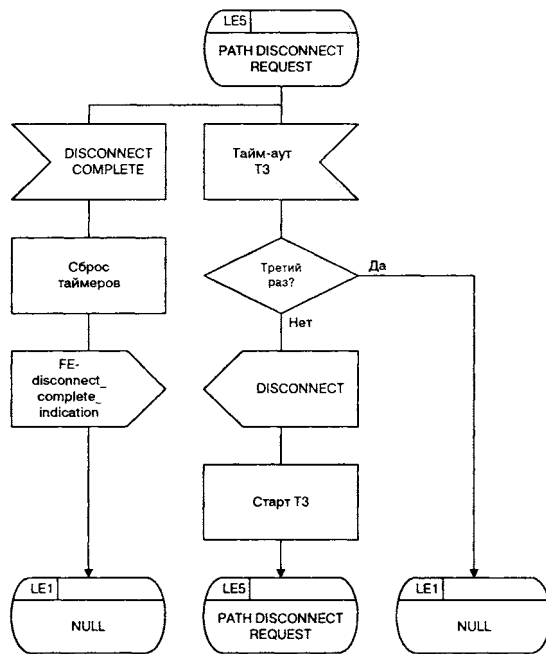 LE5
PATH DISCONNECT
REQUEST
DISCONNECT
COMPLETE
Тайм-аут
Т3
Сброс
таймеров
Третий
раз?
Да
Нет
FE-
disconnect_
complete_
indication
DISCONNECT
Старт Т3
LE1
NULL
LE5
PATH DISCONNECT
REQUEST
LE1
NULL